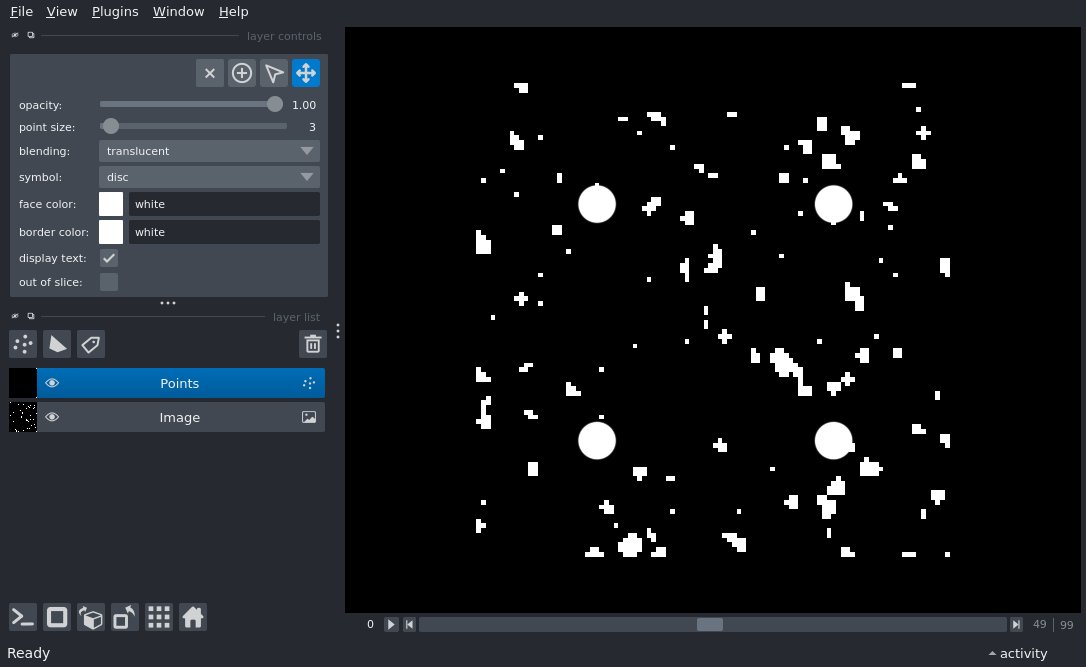 File View Plugins Window Help
layer controls
opacity: 1.00
point size: 3
blending: translucent
symbol: disc
face color: white
border color: white
display text:
out of slice:
layer list
Points
Image
0 49 99
Ready activity